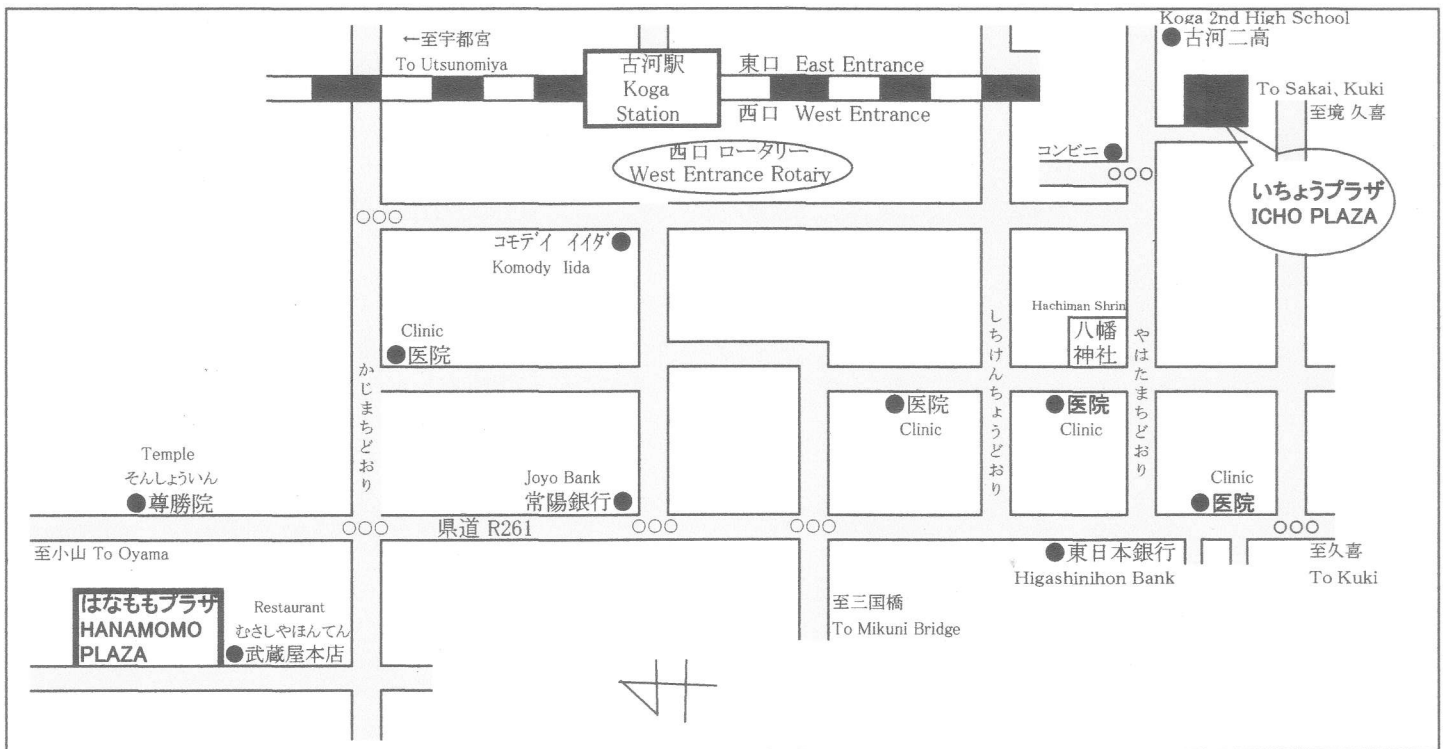 ←至宇都宮
To Utsunomiya
古河駅
Koga
Station
東口 East Entrance
西口 West Entrance
西口 ロータリー
West Entrance Rotary
Koga 2nd High School
●古河二高
To Sakai、Kuki
至境 久喜
コンビニ●
○○○
いちょうプラザ
ICHO PLAZA
○○○
コモデイ イイダ●
Komody Iida
Clinic
●医院
Hachiman Shrin
八幡
神社
かじまちどおり
しちけんちょうどおり
やはたまちどおり
●医院
Clinic
●医院
Clinic
Temple
そんしょういん
●尊勝院
Joyo Bank
常陽銀行●
Clinic
●医院
○○○
県道 R261
○○○
○○○
○○○
至小山 To Oyama
●東日本銀行
Higashinihon Bank
至久喜
To Kuki
はなももプラザ
HANAMOMO
PLAZA
Restaurant
むさしやほんてん
●武蔵屋本店
至三国橋
To Mikuni Bridge